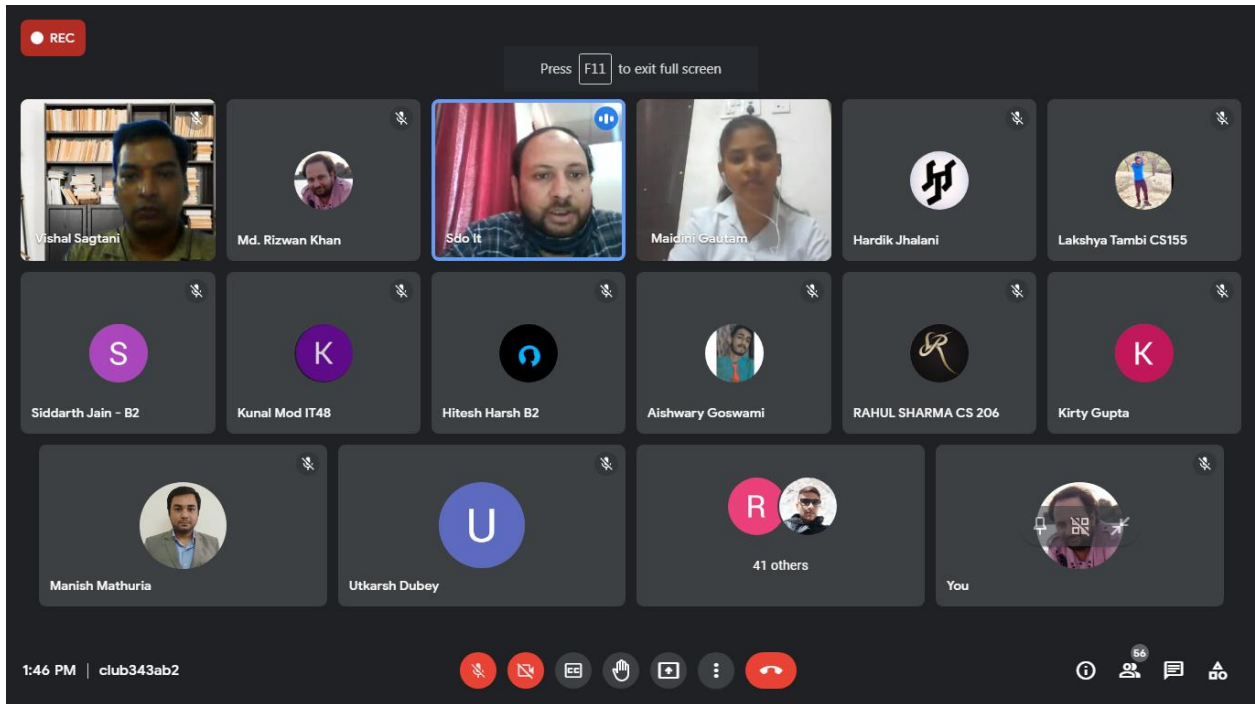 REC
Press F11 to exit full screen
Vishal Sagtani
Md. Rizwan Khan
Sdo It
Maidini Gautam
Hardik Jhalani
Lakshya Tambi CS155
S
K
K
Siddarth Jain - B2
Kunal Mod IT48
Hitesh Harsh B2
Aishwary Goswami
RAHUL SHARMA CS 206
Kirty Gupta
U
R
41 others
Manish Mathuria
Utkarsh Dubey
You
1:46 PM | club343ab2
CC
56